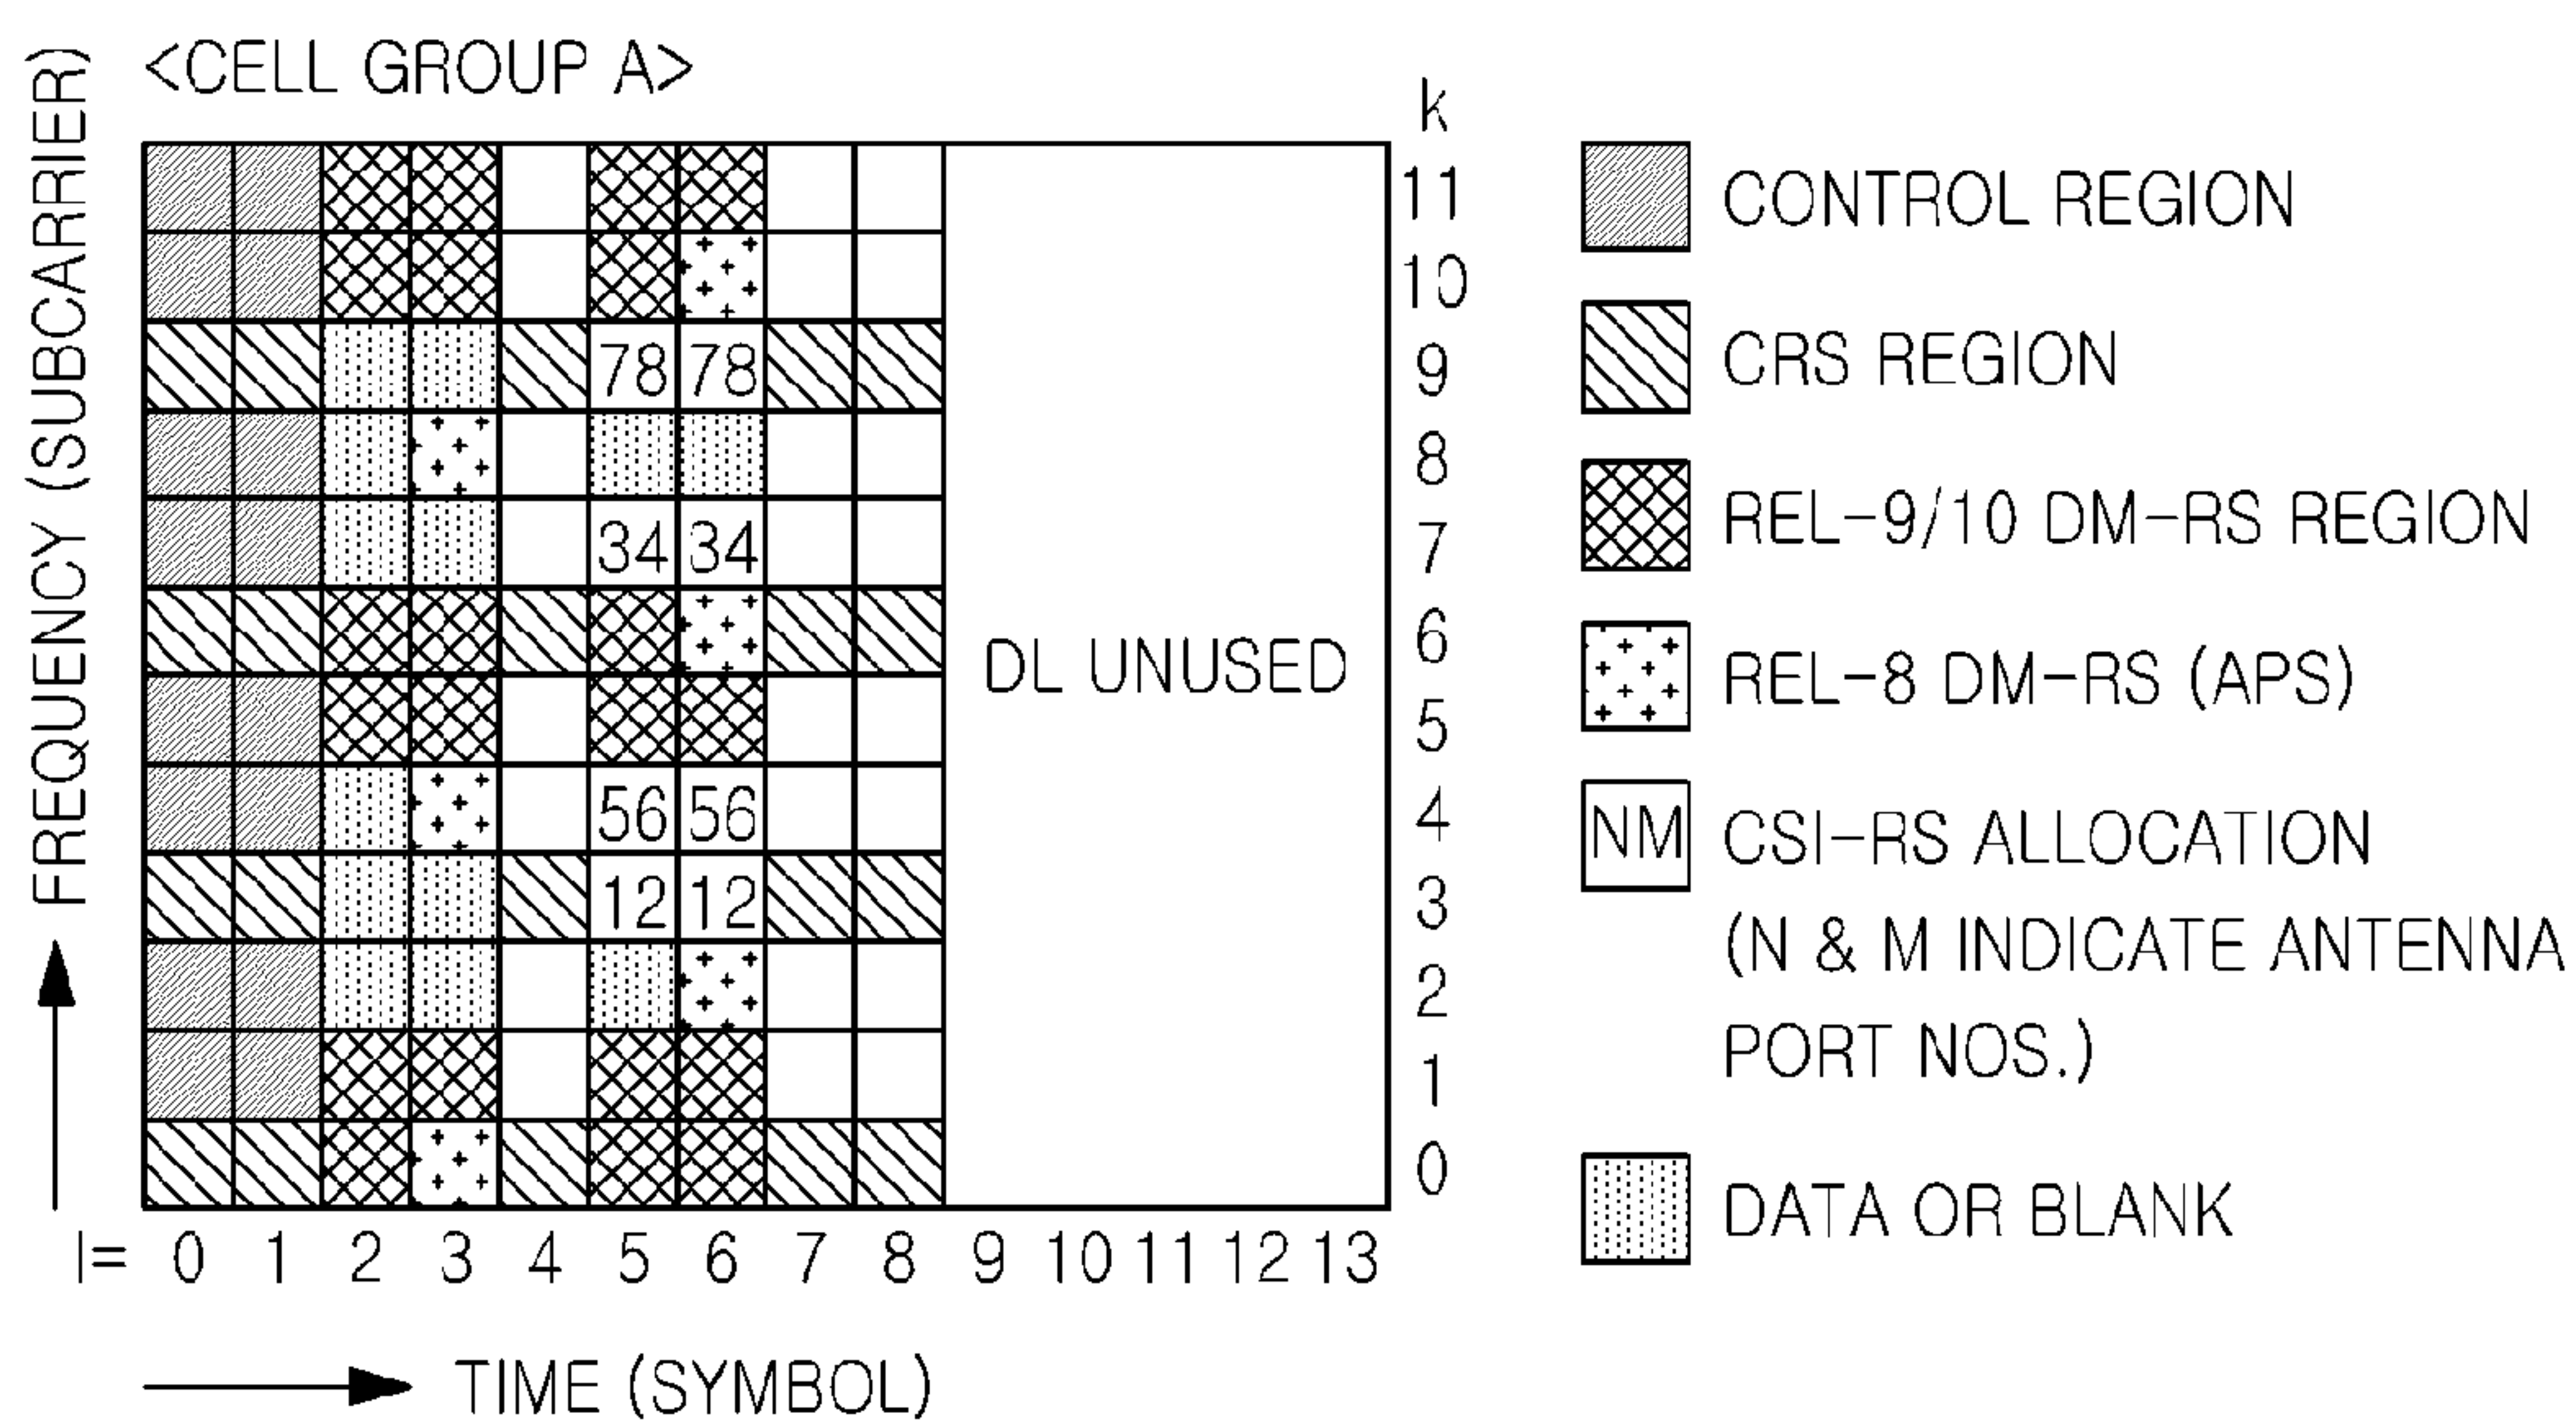 <CELL GROUP A>
FREQUENCY (SUBCARRIER)
k
11
10
9
8
7
6
5
4
3
2
1
0
78 78
34 34
56 56
12 12
DL UNUSED
l= 0 1 2 3 4 5 6 7 8 9 10 11 12 13
TIME (SYMBOL)
CONTROL REGION
CRS REGION
REL-9/10 DM-RS REGION
REL-8 DM-RS (AP5)
NM CSI-RS ALLOCATION
(N & M INDICATE ANTENNA
PORT NOS.)
DATA OR BLANK